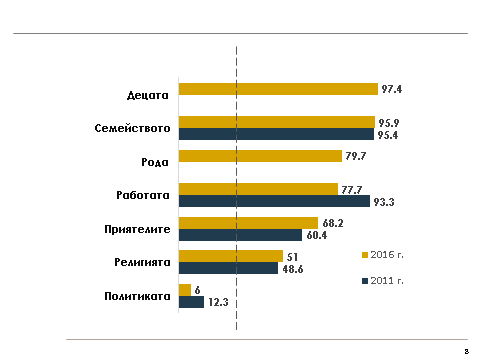 Децата 97.4
Семейството 95.9
95.4
Рода 79.7
Работата 77.7
93.3
Приятелите 68.2
60.4
Религията 51
48.6
2016 г.
2011 г.
Политиката 6
12.3
8